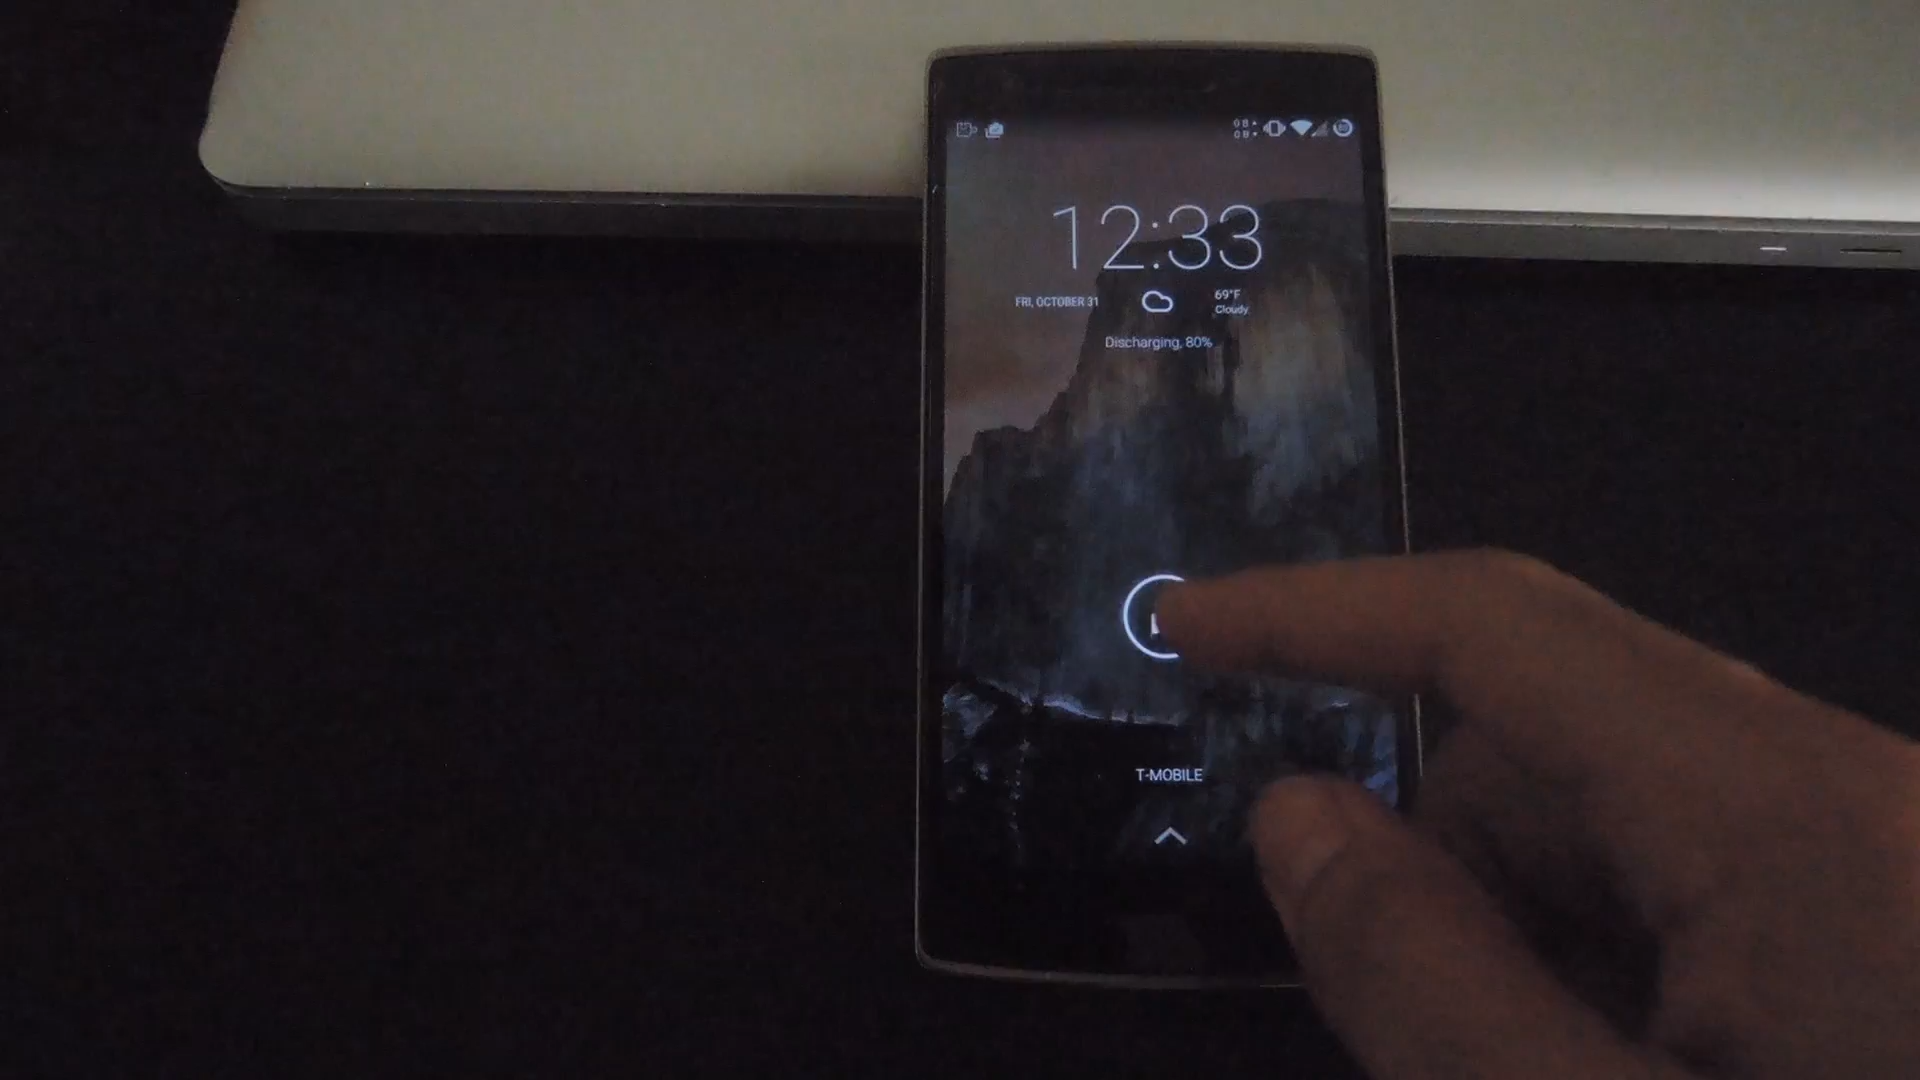 12:33
FRI, OCTOBER 31
69°F
Cloudy
Discharging, 80%
T-MOBILE